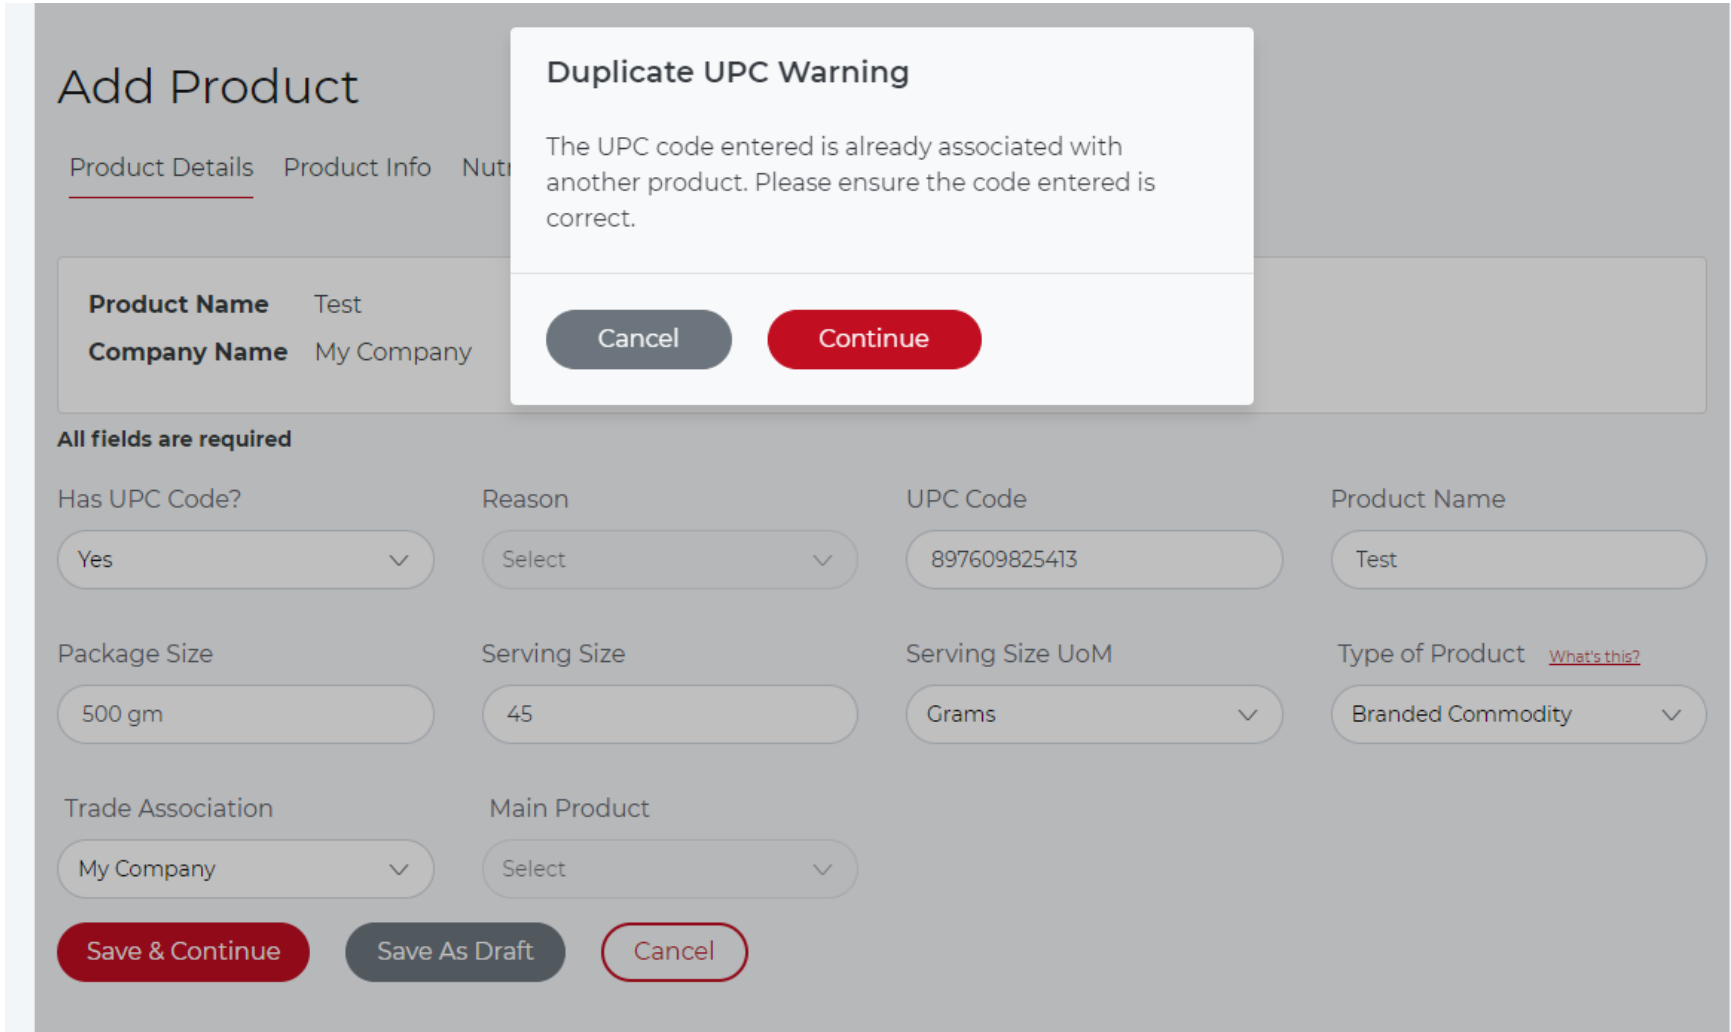 Add Product
Duplicate UPC Warning
The UPC code entered is already associated with
another product. Please ensure the code entered is
correct.
Cancel Continue
Product Details Product Info Nutr
Product Name Test
Company Name My Company
All fields are required
Has UPC Code? Reason UPC Code Product Name
Yes Select 897609825413 Test
Package Size Serving Size Serving Size UoM Type of Product What's this?
500 gm 45 Grams Branded Commodity
Trade Association Main Product
My Company Select
Save & Continue Save As Draft Cancel